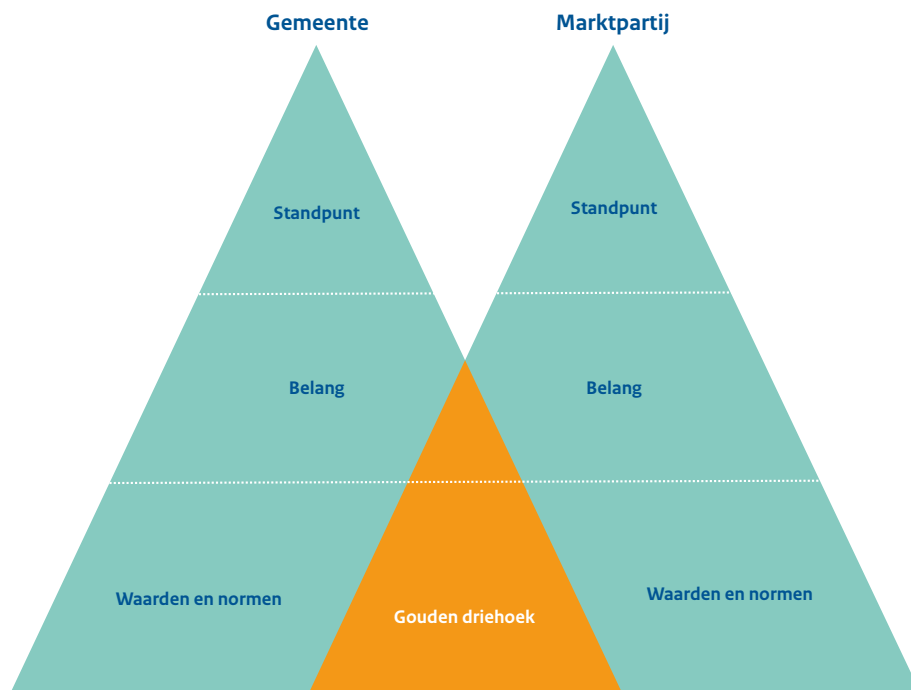 Gemeente
Marktpartij
Standpunt
Standpunt
Belang
Belang
Waarden en normen
Waarden en normen
Gouden driehoek